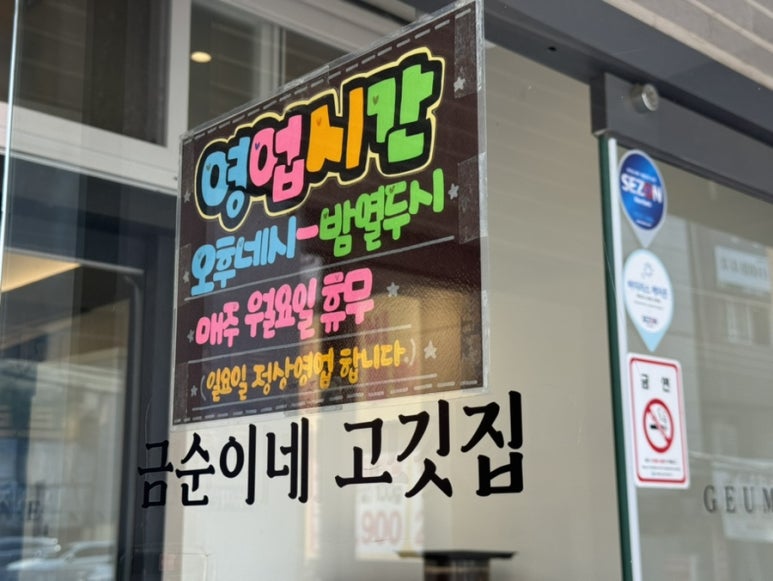 영업시간
오후네시-밤열두시
매주 월요일 휴무
(일요일 정상영업 합니다.)
금순이네 고깃집
금연
GEUM
900